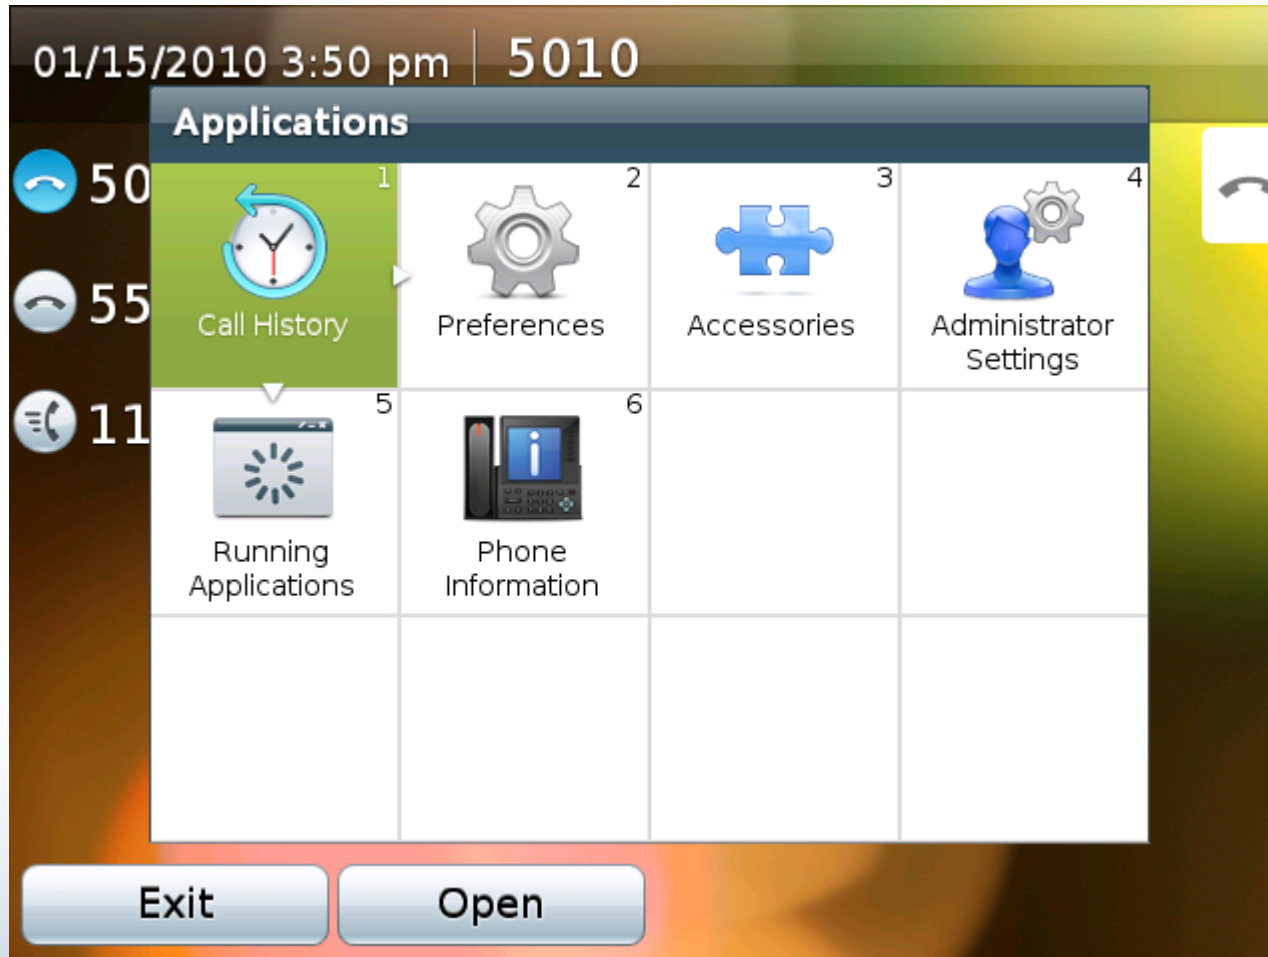 01/15/2010 3:50 pm 5010
Applications
1
2
3
4
Call History
Preferences
Accessories
Administrator
Settings
5
6
Running
Applications
Phone
Information
50
55
11
Exit
Open